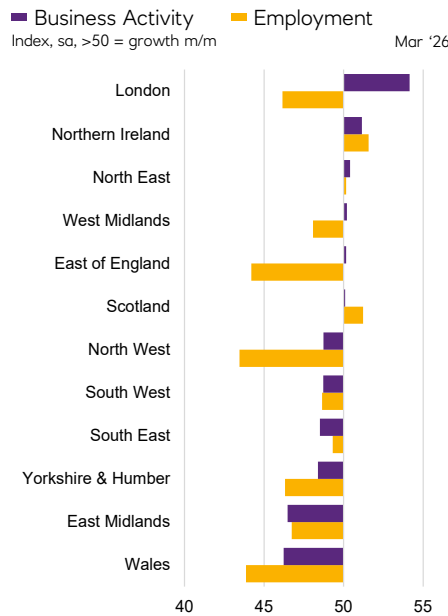 Business Activity Employment
Index, sa, >50 = growth m/m Mar ‘26
London
Northern Ireland
North East
West Midlands
East of England
Scotland
North West
South West
South East
Yorkshire & Humber
East Midlands
Wales
40 45 50 55